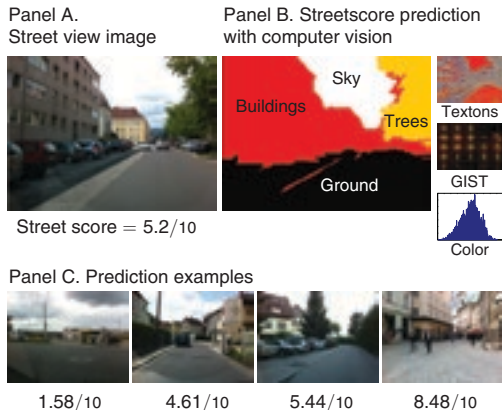 Panel A.
Street view image
Panel B. Streetscore prediction
with computer vision
Sky
Buildings
Trees
Ground
Textons
GIST
Color
Street score = 5.2/10
Panel C. Prediction examples
1.58/10
4.61/10
5.44/10
8.48/10